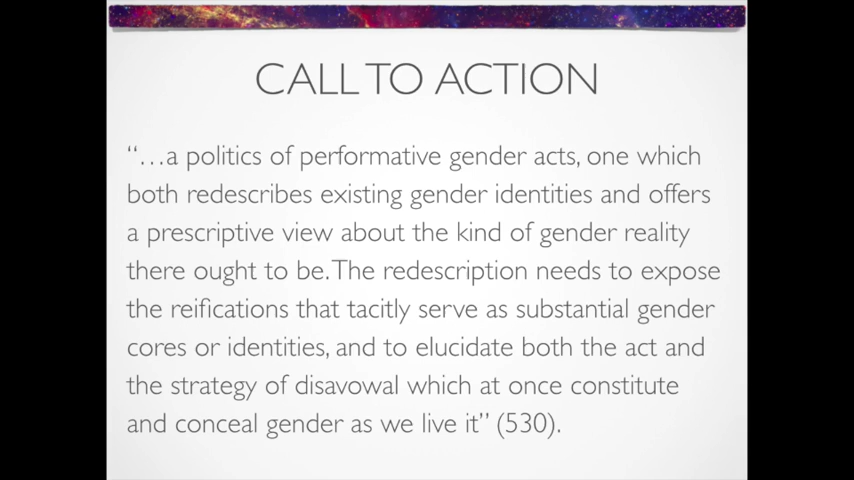 CALL TO ACTION
“…a politics of performative gender acts, one which
both redescribes existing gender identities and offers
a prescriptive view about the kind of gender reality
there ought to be. The redescription needs to expose
the reifications that tacitly serve as substantial gender
cores or identities, and to elucidate both the act and
the strategy of disavowal which at once constitute
and conceal gender as we live it” (530).